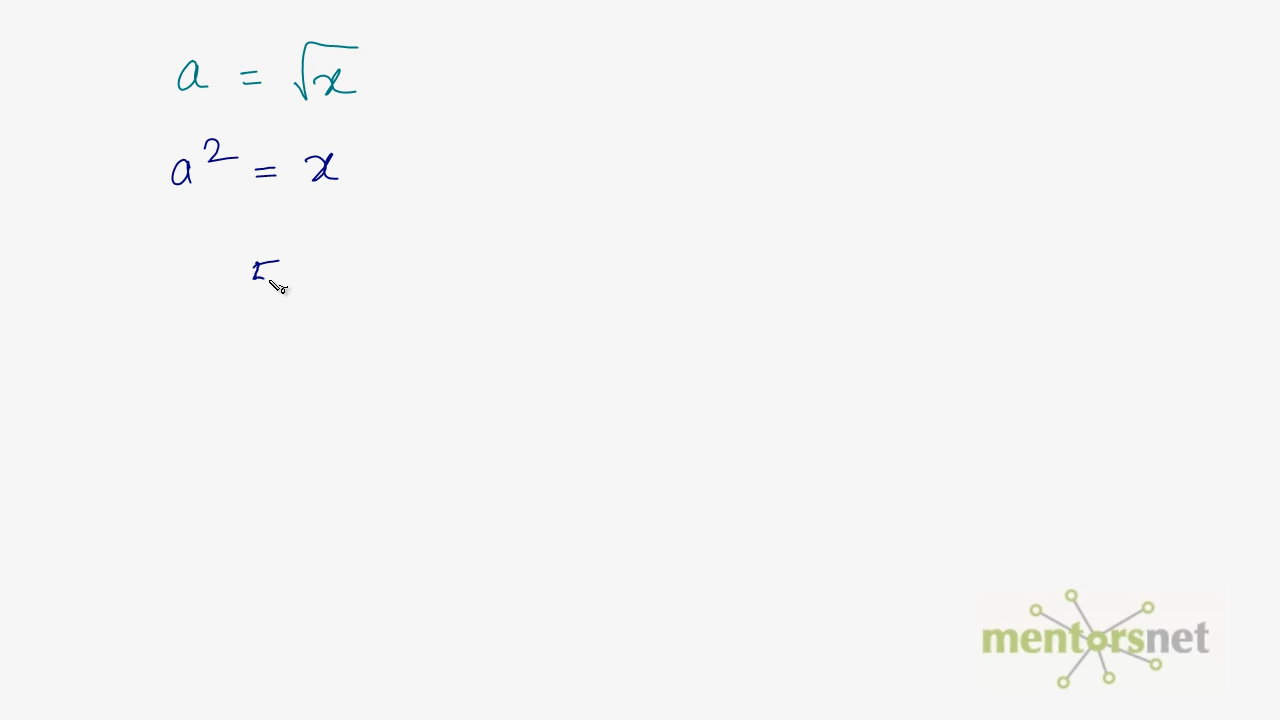 a = √x
a² = x
mentorsnet